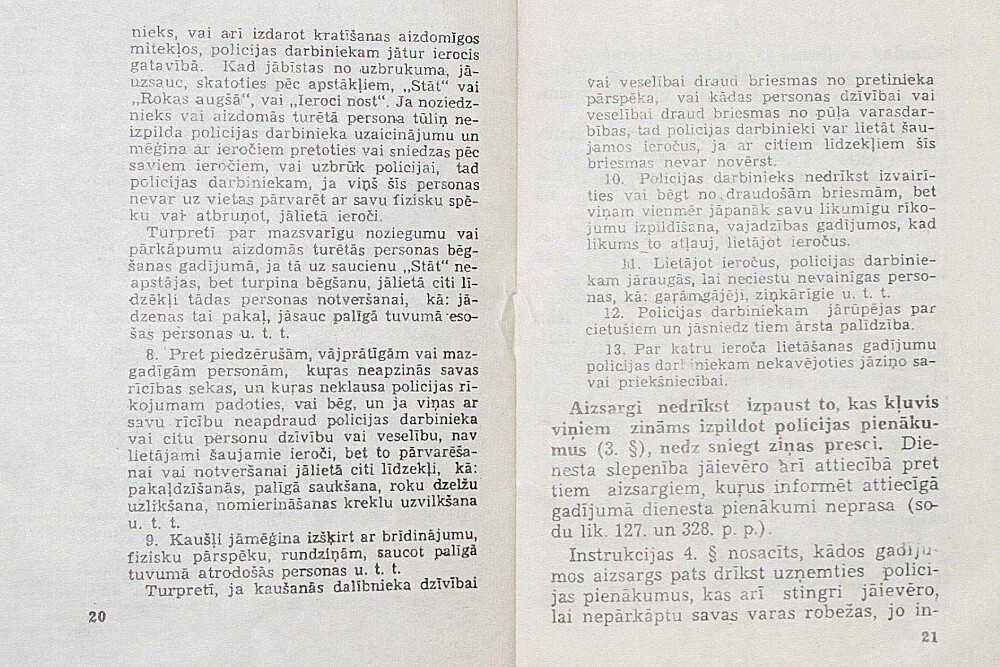 nieks, vai arī izdarot kratīšanas aizdomīgos
mitekļos, policijas darbiniekam jātur ierocis
gatavībā. Kad jābīstas no uzbrukuma, jā-
uzsauc, skatoties pēc apstākļiem, „Stāt“ vai
„Rokas augšā“, vai „Ieroci nost“. Ja noziedz-
nieks vai aizdomās turētā persona tūliņ ne-
izpilda policijas darbinieka uzaicinājumu un
mēģina ar ieročiem pretoties vai sniedzas pēc
saviem ieročiem, vai uzbrūk policijai, tad
policijas darbiniekam, ja viņš šīs personas
nevar uz vietas pārvarēt ar savu fizisku spē-
ku vai atbruņot, jālietā ieroči.
Turpretī par mazsvarīgu noziegumu vai
pārkāpumu aizdomās turētās personas bēg-
šanas gadījumā, ja tā uz saucienu „Stāt“ ne-
apstājas, bet turpina bēgšanu, jālietā citi lī-
dzēkļi tādas personas notveršanai, kā: jā-
dzenas tai pakaļ, jāsauc palīgā tuvumā eso-
šas personas u. t. t.
8. Pret piedzērušām, vājprātīgām vai maz-
gadīgām personām, kuŗas neapzinās savas
rīcības sekas, un kuŗas neklausa policijas rī-
kojumam padoties, vai bēg, un ja viņas ar
savu rīcību neapdraud policijas darbinieka
vai citu personu dzīvību vai veselību, nav
lietājami šaujamie ieroči, bet to pārvarēša-
nai vai notveršanai jālietā citi līdzekļi, kā:
pakaļdzīšanās, palīgā saukšana, roku dzelžu
uzlikšana, nomierināšanas kreklu uzvilkšana
u. t. t.
9. Kaušļi jāmēģina izšķirt ar brīdinājumu,
fizisku pārspēku, rundziņām, saucot palīgā
tuvumā atrodošās personas u. t. t.
Turpretī, ja kaušanās dalībnieka dzīvībai
20
vai veselībai draud briesmas no pretinieka
pārspēka, vai kādas personas dzīvībai vai
veselībai draud briesmas no pūļa varasdar-
bības, tad policijas darbinieki var lietāt šau-
jamos ieročus, ja ar citiem līdzekļiem šīs
briesmas nevar novērst.
10. Policijas darbinieks nedrīkst izvairī-
ties vai bēgt no draudošām briesmām, bet
viņam vienmēr jāpanāk savu likumīgu rīko-
jumu izpildīšana, vajadzības gadījumos, kad
likums to atļauj, lietājot ieročus.
11. Lietājot ieročus, policijas darbinie-
kam jāraugās, lai neciestu nevainīgas perso-
nas, kā: garāmgājēji, ziņkārīgie u. t. t.
12. Policijas darbiniekam jārūpējas par
cietušiem un jāsniedz tiem ārsta palīdzība.
13. Par katru ieroča lietāšanas gadījumu
policijas darbiniekam nekavējoties jāziņo sa-
vai priekšniecībai.
Aizsargi nedrīkst izpaust to, kas kļuvis
viņiem zināms izpildot policijas pienāku-
mus (3. §), nedz sniegt ziņas presei. Die-
nesta slepenība jāievēro arī attiecībā pret
tiem aizsargiem, kuŗus informēt attiecīgā
gadījumā dienesta pienākumi neprasa (so-
du lik. 127. un 328. p. p.).
Instrukcijas 4. § nosacīts, kādos gadīju-
mos aizsargs pats drīkst uzņemties polici-
jas pienākumus, kas arī stingri jāievēro,
lai nepārkāptu savas varas robežas, jo in-
21